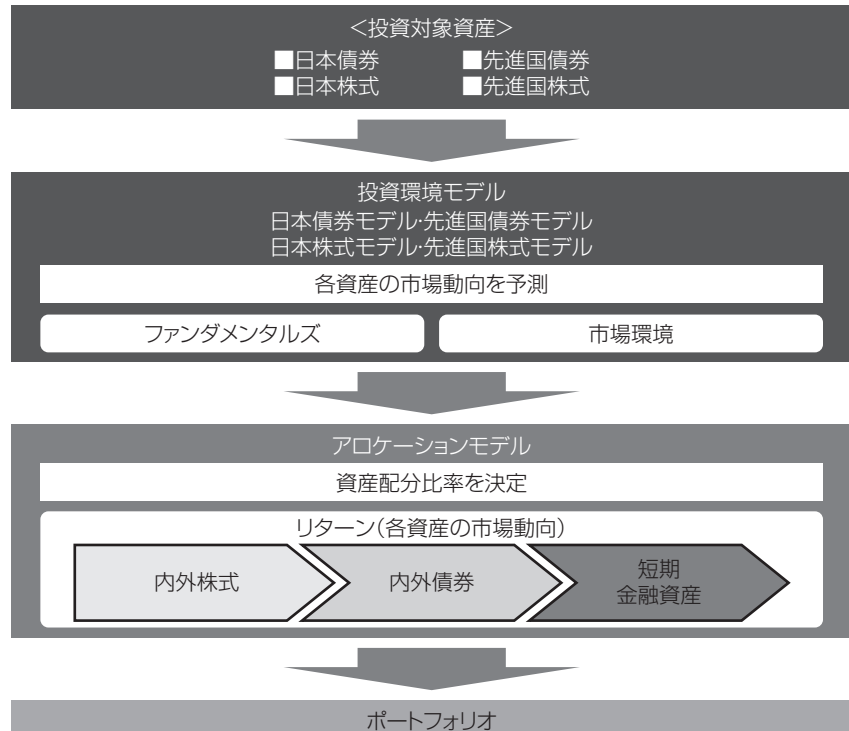 ＜投資対象資産＞
■日本債券 ■先進国債券
■日本株式 ■先進国株式
投資環境モデル
日本債券モデル・先進国債券モデル
日本株式モデル・先進国株式モデル
各資産の市場動向を予測
ファンダメンタルズ 市場環境
アロケーションモデル
資産配分比率を決定
リターン（各資産の市場動向）
内外株式
内外債券
短期
金融資産
ポートフォリオ